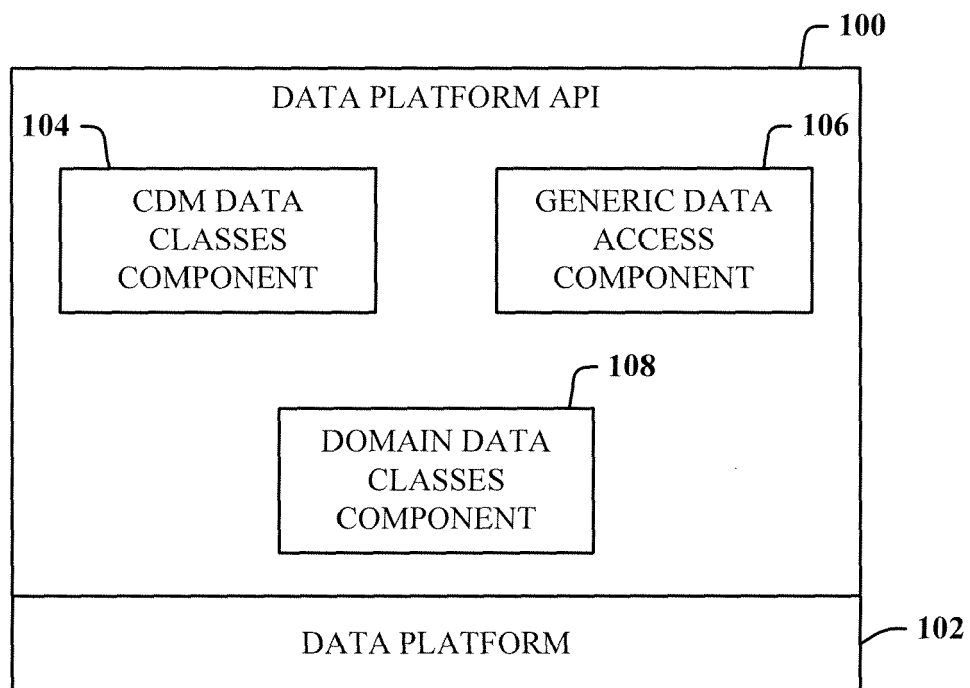 100
DATA PLATFORM API
104
106
CDM DATA
CLASSES
COMPONENT
GENERIC DATA
ACCESS
COMPONENT
108
DOMAIN DATA
CLASSES
COMPONENT
DATA PLATFORM
102